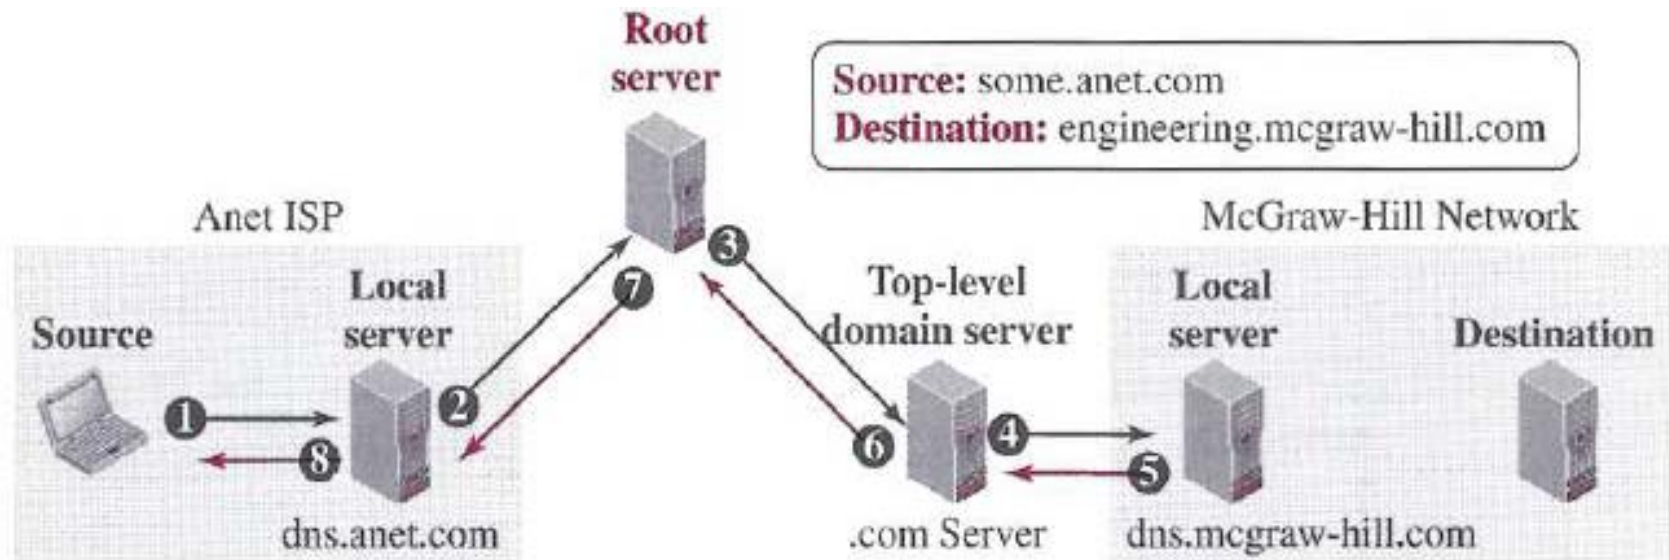 Root
server
Source: some.anet.com
Destination: engineering.mcgraw-hill.com
Anet ISP
McGraw-Hill Network
Source
Local
server
Top-level
domain server
Local
server
Destination
1
2
3
4
5
6
7
8
dns.anet.com
.com Server
dns.mcgraw-hill.com